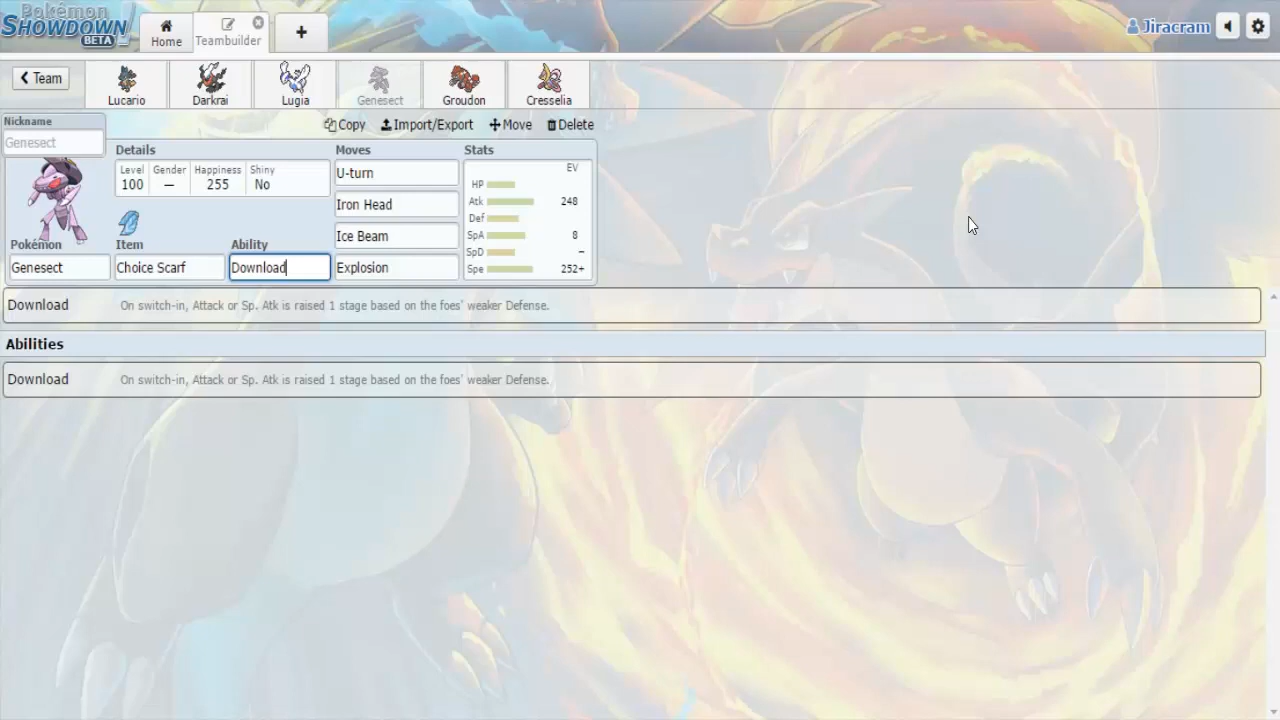 Pokémon
SHOWDOWN
BETA
Home
Teambuilder
+
Jiracram
Team
Lucario
Darkrai
Lugia
Genesect
Groudon
Cresselia
Nickname
Genesect
Copy
Import/Export
Move
Delete
Details
Level
100
Gender
—
Happiness
255
Shiny
No
Pokémon
Genesect
Item
Choice Scarf
Ability
Download
Moves
U-turn
Iron Head
Ice Beam
Explosion
Stats
EV
HP
Atk 248
Def
SpA 8
SpD –
Spe 252+
Download On switch-in, Attack or Sp. Atk is raised 1 stage based on the foes' weaker Defense.
Abilities
Download On switch-in, Attack or Sp. Atk is raised 1 stage based on the foes' weaker Defense.